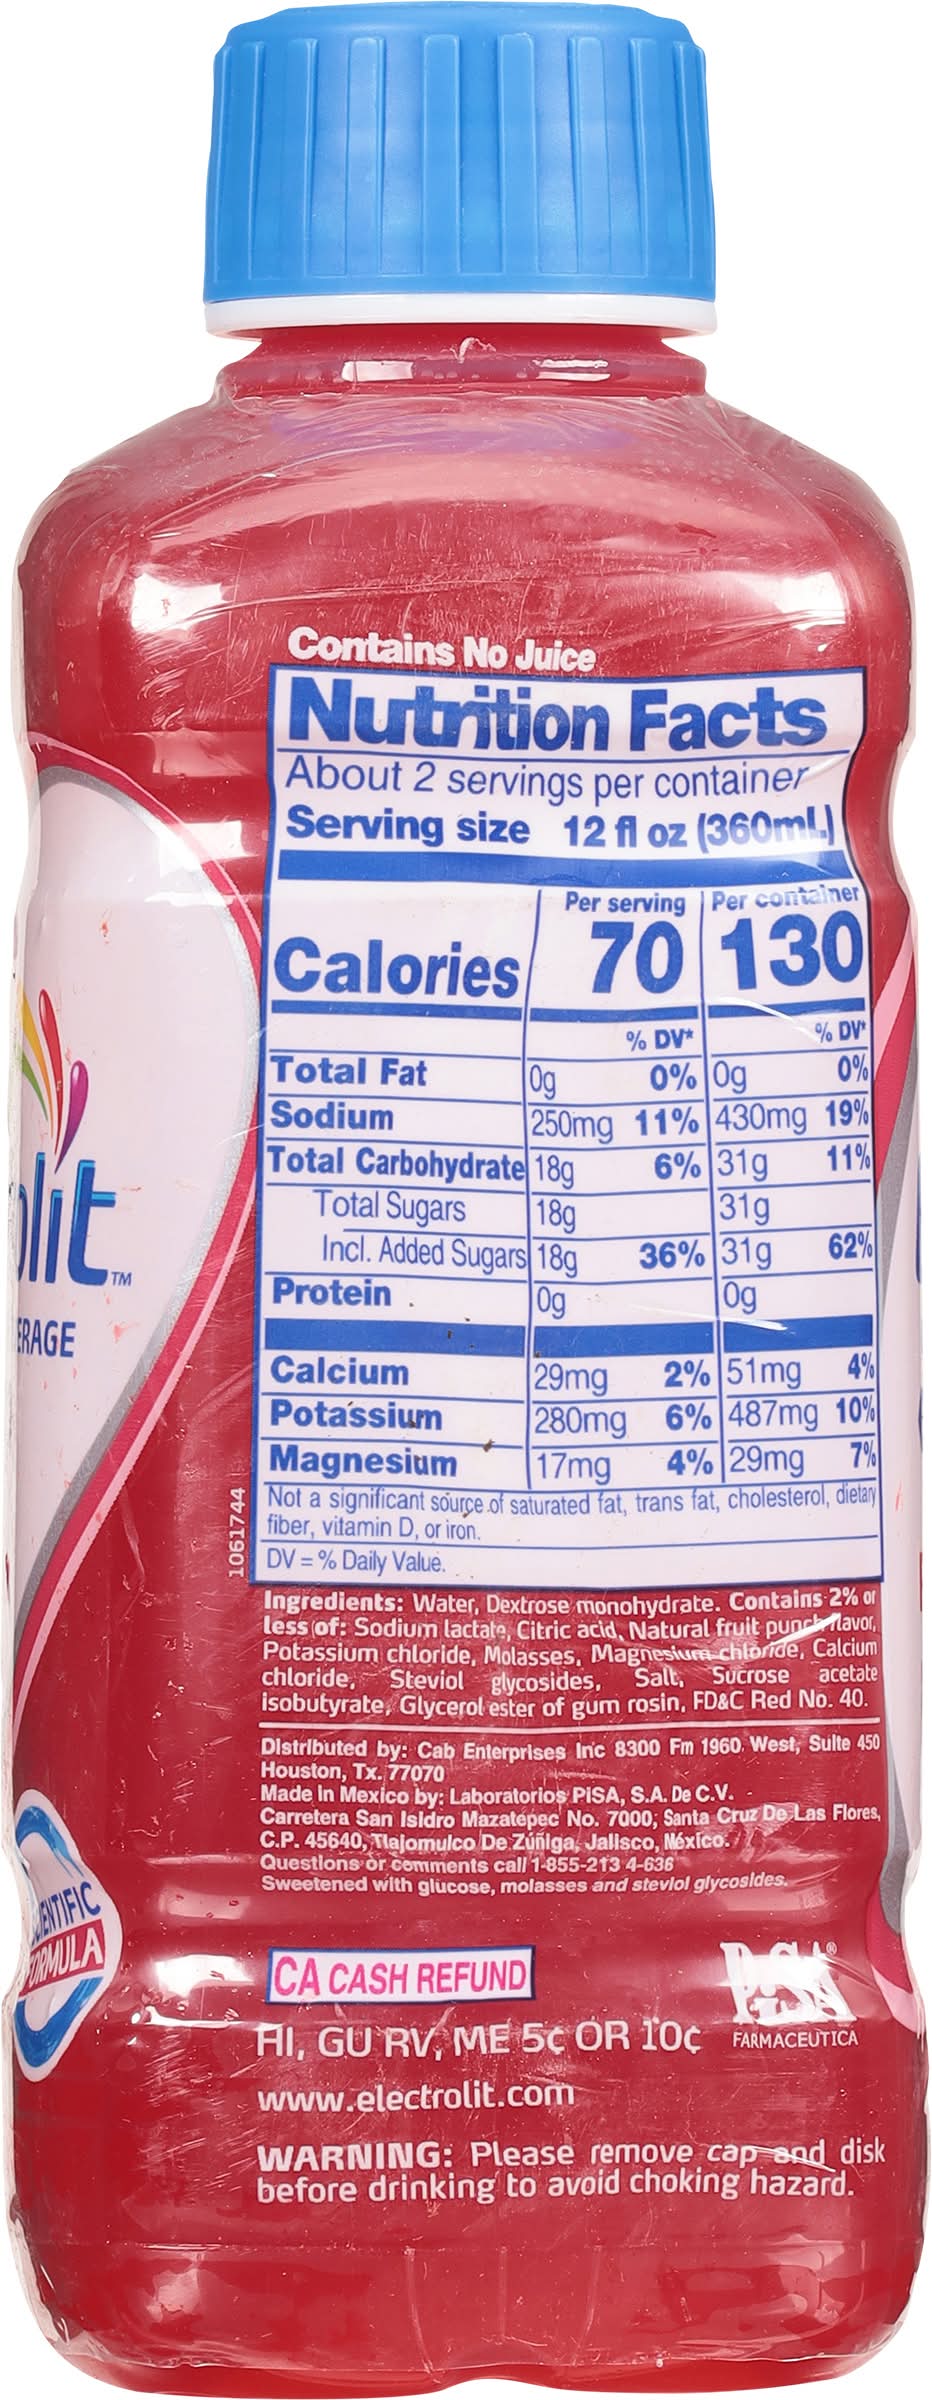 Contains No Juice
Nutrition Facts
About 2 servings per container
Serving size 12 fl oz (360mL)
Per serving Per container
Calories 70 130
% DV* % DV*
Total Fat 0g 0% 0g 0%
Sodium 250mg 11% 430mg 19%
Total Carbohydrate 18g 6% 31g 11%
Total Sugars 18g 31g
Incl. Added Sugars 18g 36% 31g 62%
Protein 0g 0g
Calcium 29mg 2% 51mg 4%
Potassium 280mg 6% 487mg 10%
Magnesium 17mg 4% 29mg 7%
Not a significant source of saturated fat, trans fat, cholesterol, dietary
fiber, vitamin D, or iron.
DV = % Daily Value.
1061744
Ingredients: Water, Dextrose monohydrate. Contains 2% or
less of: Sodium lactate, Citric acid, Natural fruit punch flavor,
Potassium chloride, Molasses, Magnesium chloride, Calcium
chloride, Steviol glycosides, Salt, Sucrose acetate
isobutyrate, Glycerol ester of gum rosin, FD&C Red No. 40.
Distributed by: Cab Enterprises Inc 8300 Fm 1960 West, Suite 450
Houston, Tx. 77070
Made in Mexico by: Laboratorios PiSA, S.A. De C.V.
Carretera San Isidro Mazatepec No. 7000, Santa Cruz De Las Flores,
C.P. 45640, Tlajomulco De Zúñiga, Jalisco, México.
Questions or comments call 1-855-213 4-636
Sweetened with glucose, molasses and steviol glycosides.
CA CASH REFUND
HI, GU RV, ME 5¢ OR 10¢
www.electrolit.com
WARNING: Please remove cap and disk
before drinking to avoid choking hazard.
PiSA®
FARMACEUTICA
olit™
ERAGE
ENTIFIC
FORMULA